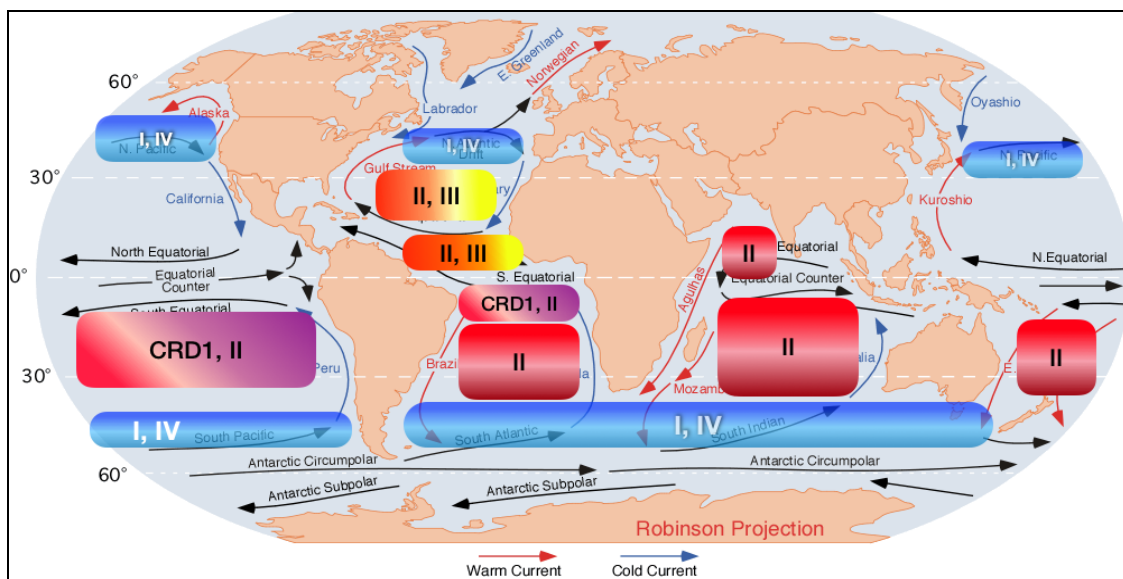 E. Greenland
Norwegian
60°
Alaska
Labrador
Oyashio
I, IV
N. Pacific
I, IV
N. Atlantic
Drift
I, IV
N. Pacific
30°
Gulf Stream
California
II, III
Kuroshio
North Equatorial
II, III
II
Equatorial
N.Equatorial
0°
Equatorial
Counter
S. Equatorial
Equatorial Counter
Agulhas
South Equatorial
CRD1, II
CRD1, II
II
II
II
Peru
30°
I, IV
South Pacific
South Atlantic
I, IV
South Indian
Antarctic Circumpolar
Antarctic Circumpolar
60°
Antarctic Subpolar
Antarctic Subpolar
Robinson Projection
Warm Current
Cold Current